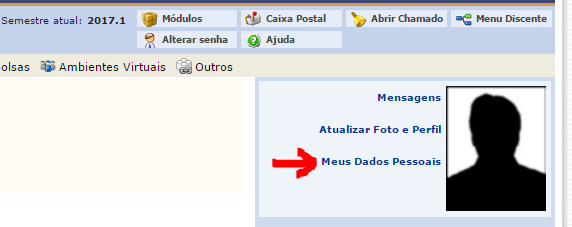 Semestre atual: 2017.1
Módulos
Caixa Postal
Abrir Chamado
Menu Discente
Alterar senha
Ajuda
olsas
Ambientes Virtuais
Outros
Mensagens
Atualizar Foto e Perfil
Meus Dados Pessoais